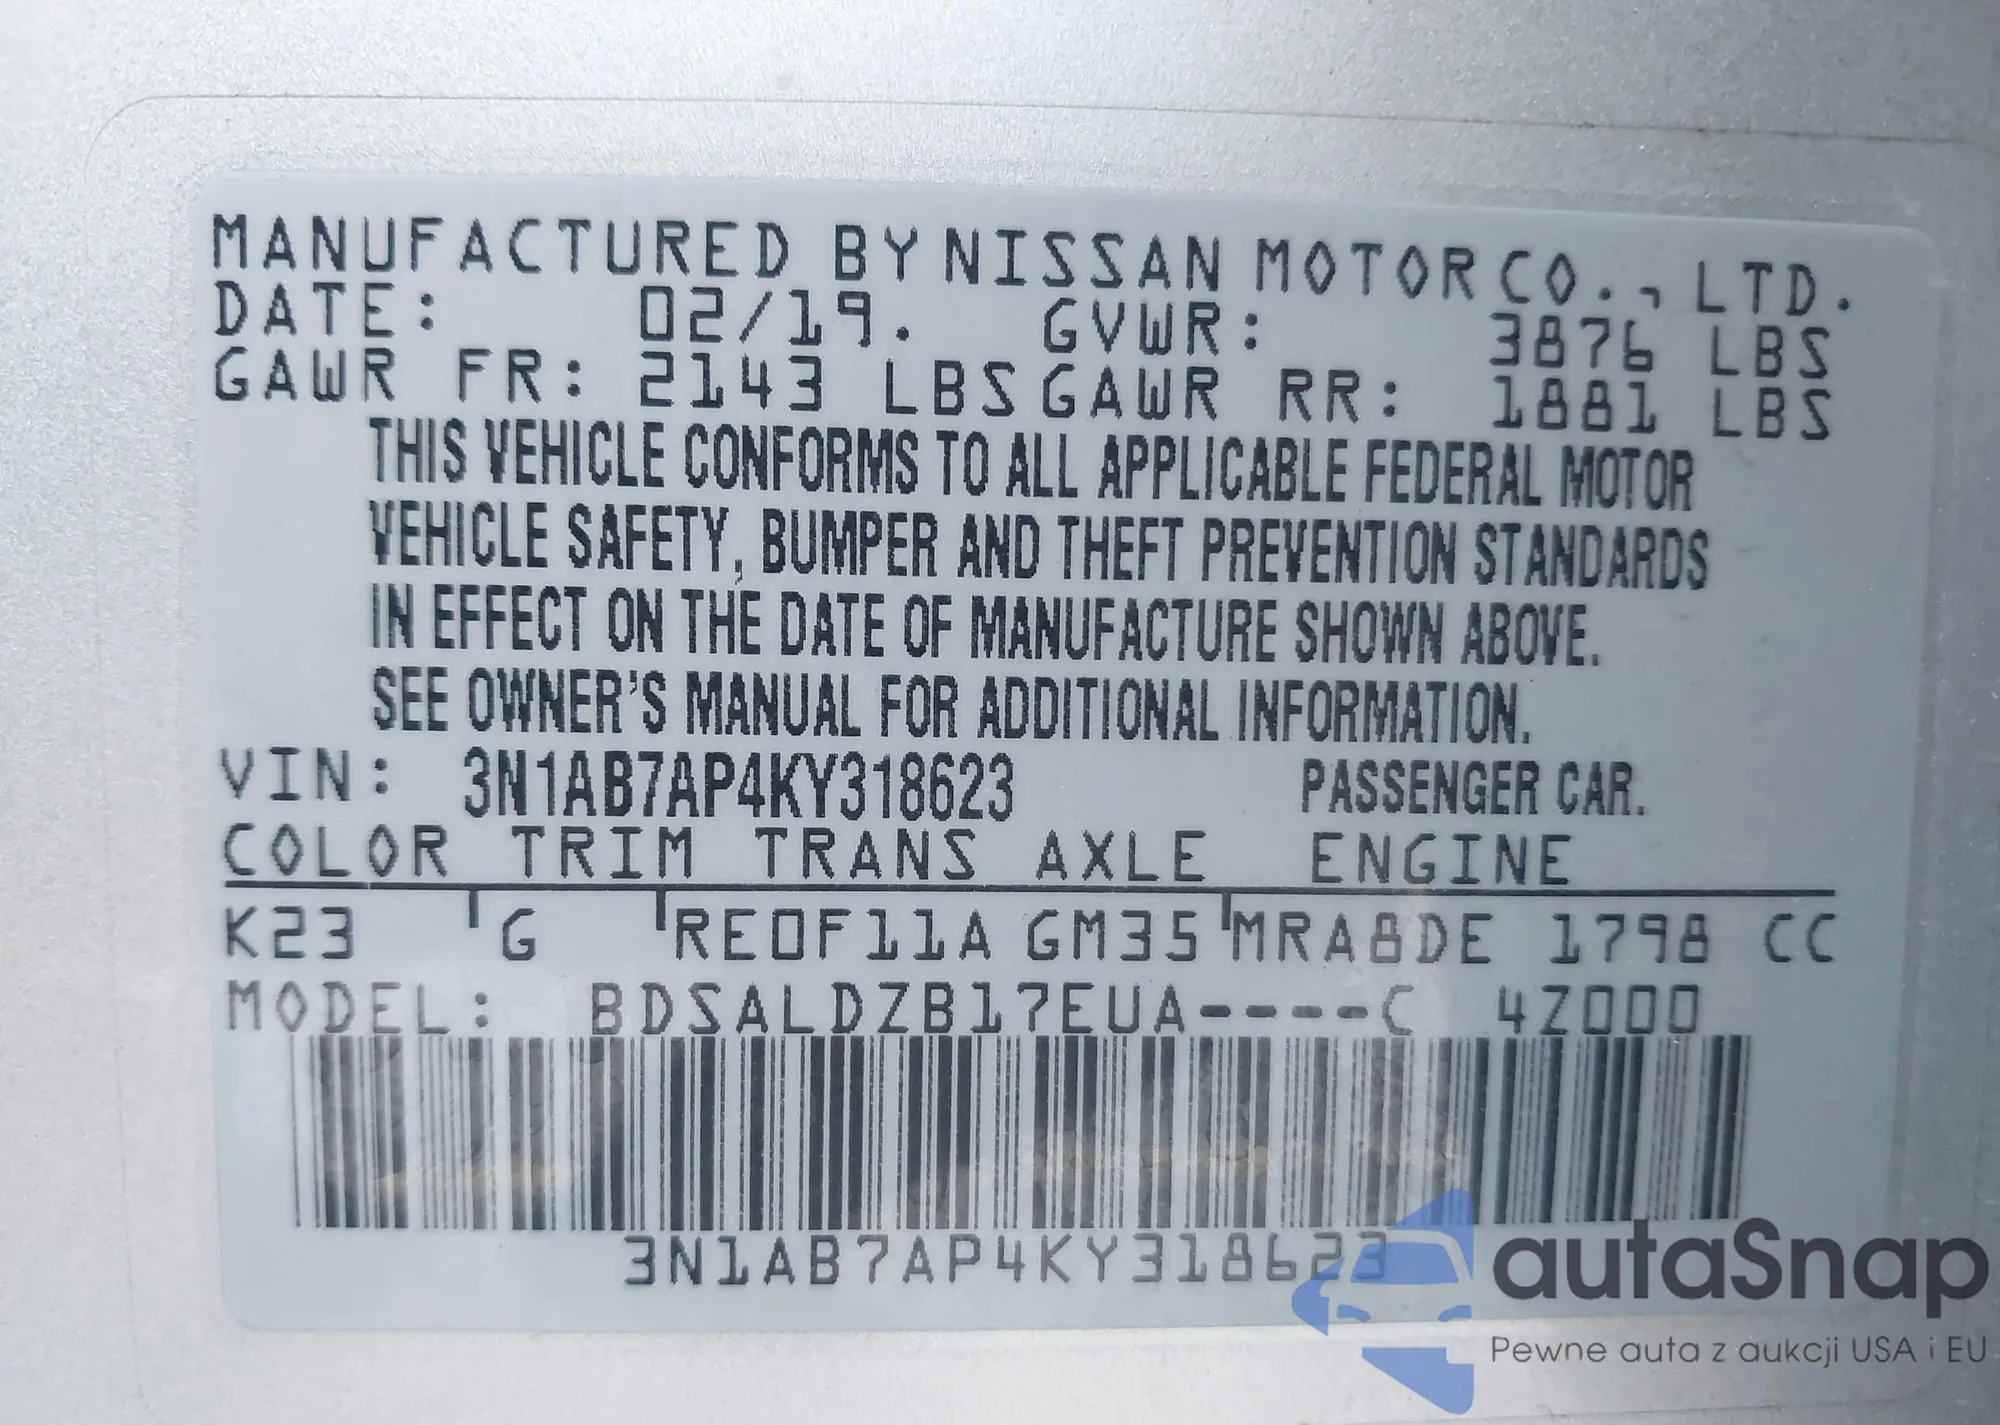 MANUFACTURED BY NISSAN MOTOR CO., LTD.
DATE: 02/19. GVWR: 3876 LBS
GAWR FR: 2143 LBS GAWR RR: 1881 LBS
THIS VEHICLE CONFORMS TO ALL APPLICABLE FEDERAL MOTOR
VEHICLE SAFETY, BUMPER AND THEFT PREVENTION STANDARDS
IN EFFECT ON THE DATE OF MANUFACTURE SHOWN ABOVE.
SEE OWNER'S MANUAL FOR ADDITIONAL INFORMATION.
VIN: 3N1AB7AP4KY318623 PASSENGER CAR.
COLOR TRIM TRANS AXLE ENGINE
K23 G RE0F11A GM35 MRA8DE 1798 CC
MODEL: BDSALDZB17EUA----C 4Z000
3N1AB7AP4KY318623
autaSnap
Pewne auta z aukcji USA i EU